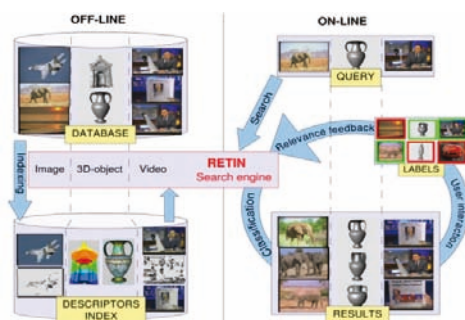 OFF-LINE
ON-LINE
DATABASE
QUERY
Indexing
Search
Relevance feedback
LABELS
Image
3D-object
Video
RETIN
Search engine
User interaction
Classification
DESCRIPTORS
INDEX
RESULTS